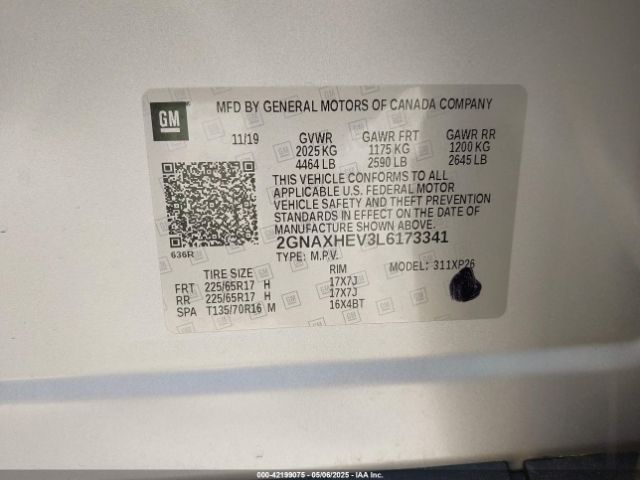 GM
MFD BY GENERAL MOTORS OF CANADA COMPANY
11/19 GVWR GAWR FRT GAWR RR
2025 KG 1175 KG 1200 KG
4464 LB 2590 LB 2645 LB
THIS VEHICLE CONFORMS TO ALL
APPLICABLE U.S. FEDERAL MOTOR
VEHICLE SAFETY AND THEFT PREVENTION
STANDARDS IN EFFECT ON THE DATE OF
MANUFACTURE SHOWN ABOVE.
2GNAXHEV3L6173341
636R
TYPE: M.P.V. MODEL: 311XP26
TIRE SIZE RIM
FRT 225/65R17 H 17X7J
RR 225/65R17 H 17X7J
SPA T135/70R16 M 16X4BT
000-42199075 - 05/06/2025 - IAA Inc.